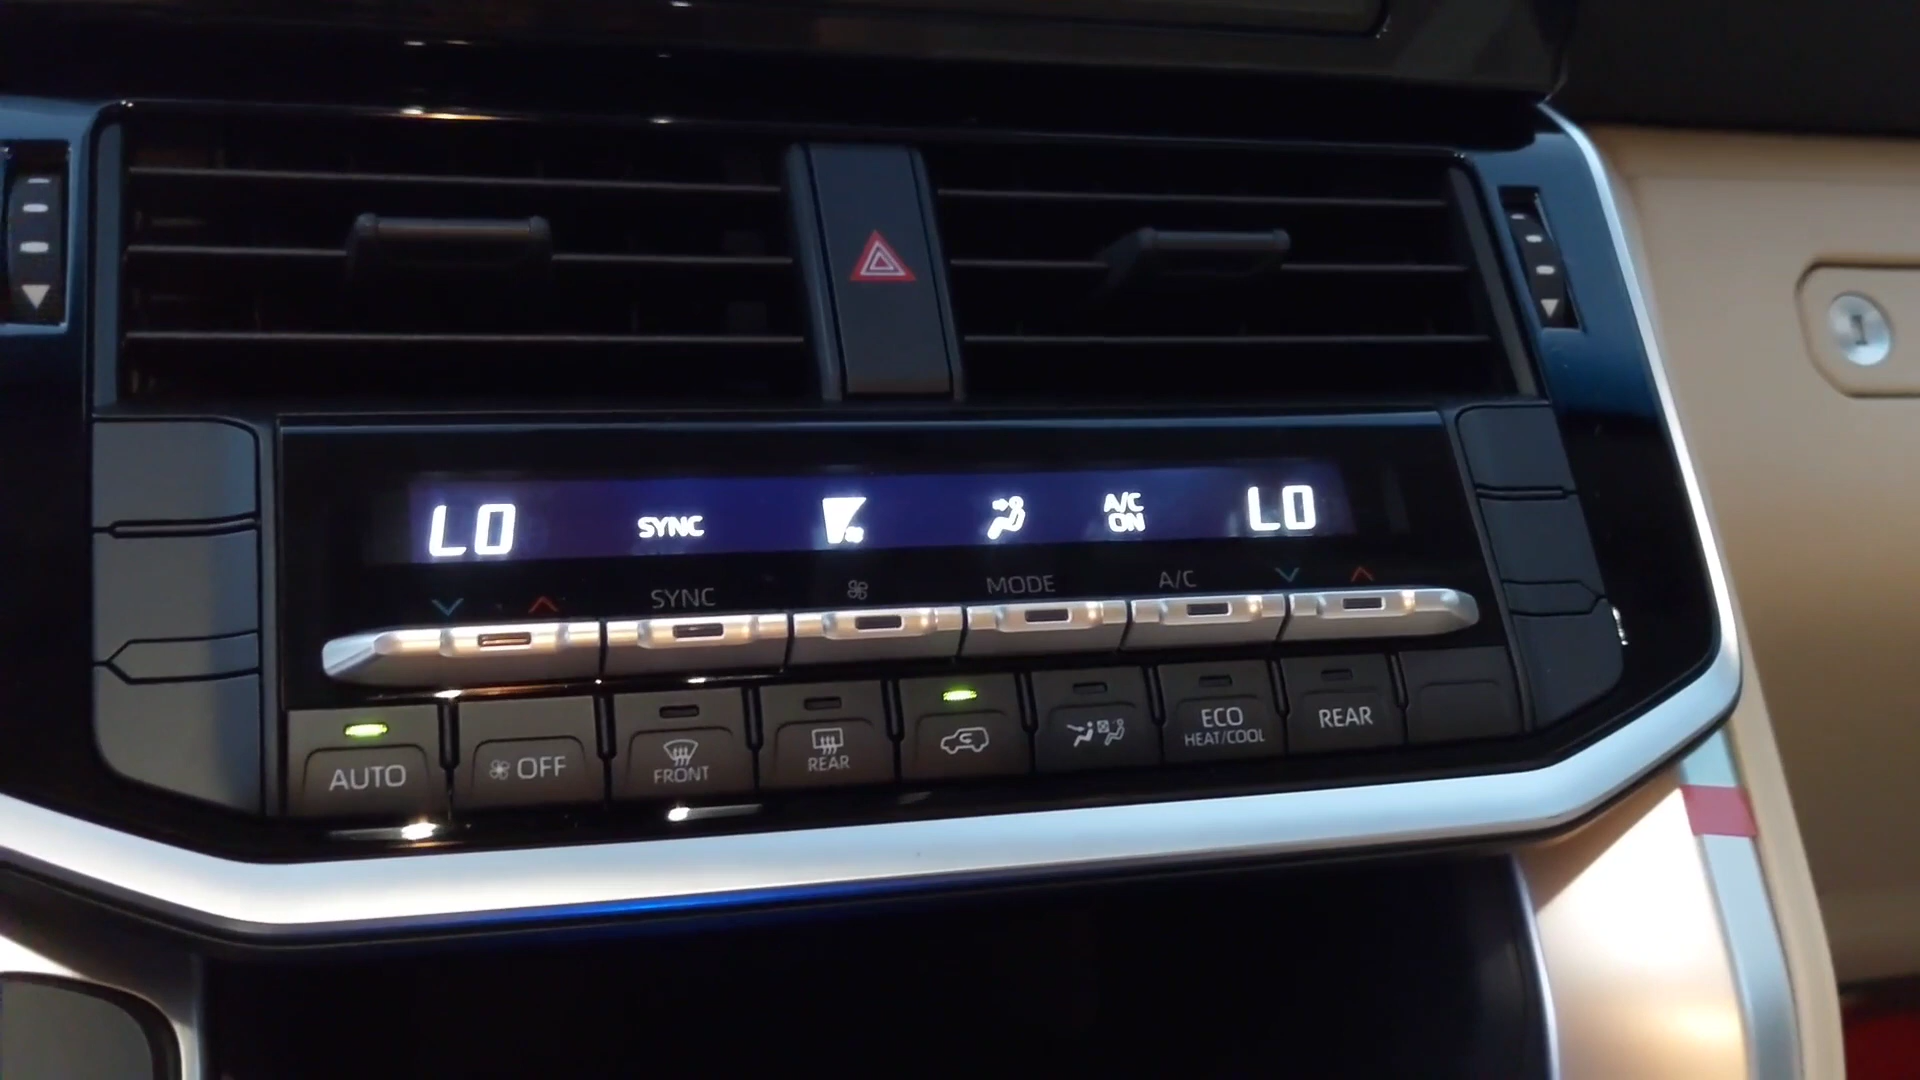 LO SYNC A/C ON LO
SYNC MODE A/C
AUTO OFF FRONT REAR ECO HEAT/COOL REAR